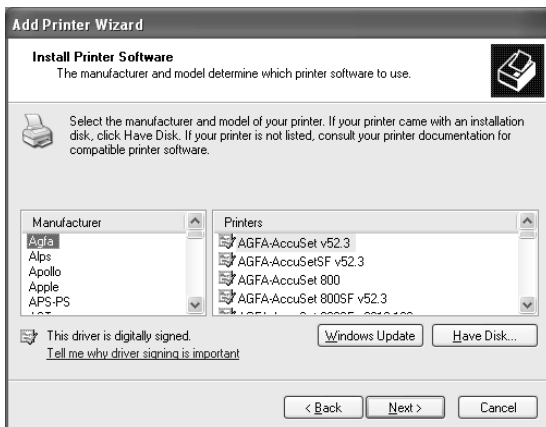 Add Printer Wizard
Install Printer Software
The manufacturer and model determine which printer software to use.
Select the manufacturer and model of your printer. If your printer came with an installation
disk, click Have Disk. If your printer is not listed, consult your printer documentation for
compatible printer software.
Manufacturer
Agfa
Alps
Apollo
Apple
APS-PS
Printers
AGFA-AccuSet v52.3
AGFA-AccuSetSF v52.3
AGFA-AccuSet 800
AGFA-AccuSet 800SF v52.3
This driver is digitally signed.
Tell me why driver signing is important
Windows Update
Have Disk...
< Back
Next >
Cancel